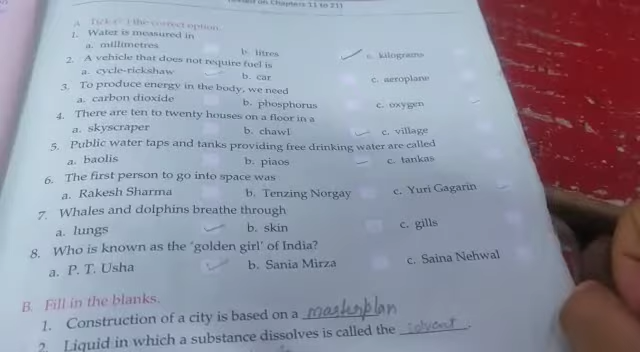 on Chapters 11 to 21)
A. Tick (✓) the correct option.
1. Water is measured in
a. millimetres b. litres c. kilograms
2. A vehicle that does not require fuel is
a. cycle-rickshaw b. car c. aeroplane
3. To produce energy in the body, we need
a. carbon dioxide b. phosphorus c. oxygen
4. There are ten to twenty houses on a floor in a
a. skyscraper b. chawl c. village
5. Public water taps and tanks providing free drinking water are called
a. baolis b. piaos c. tankas
6. The first person to go into space was
a. Rakesh Sharma b. Tenzing Norgay c. Yuri Gagarin
7. Whales and dolphins breathe through
a. lungs b. skin c. gills
8. Who is known as the 'golden girl' of India?
a. P. T. Usha b. Sania Mirza c. Saina Nehwal
B. Fill in the blanks.
1. Construction of a city is based on a masterplan
2. Liquid in which a substance dissolves is called the solvent.